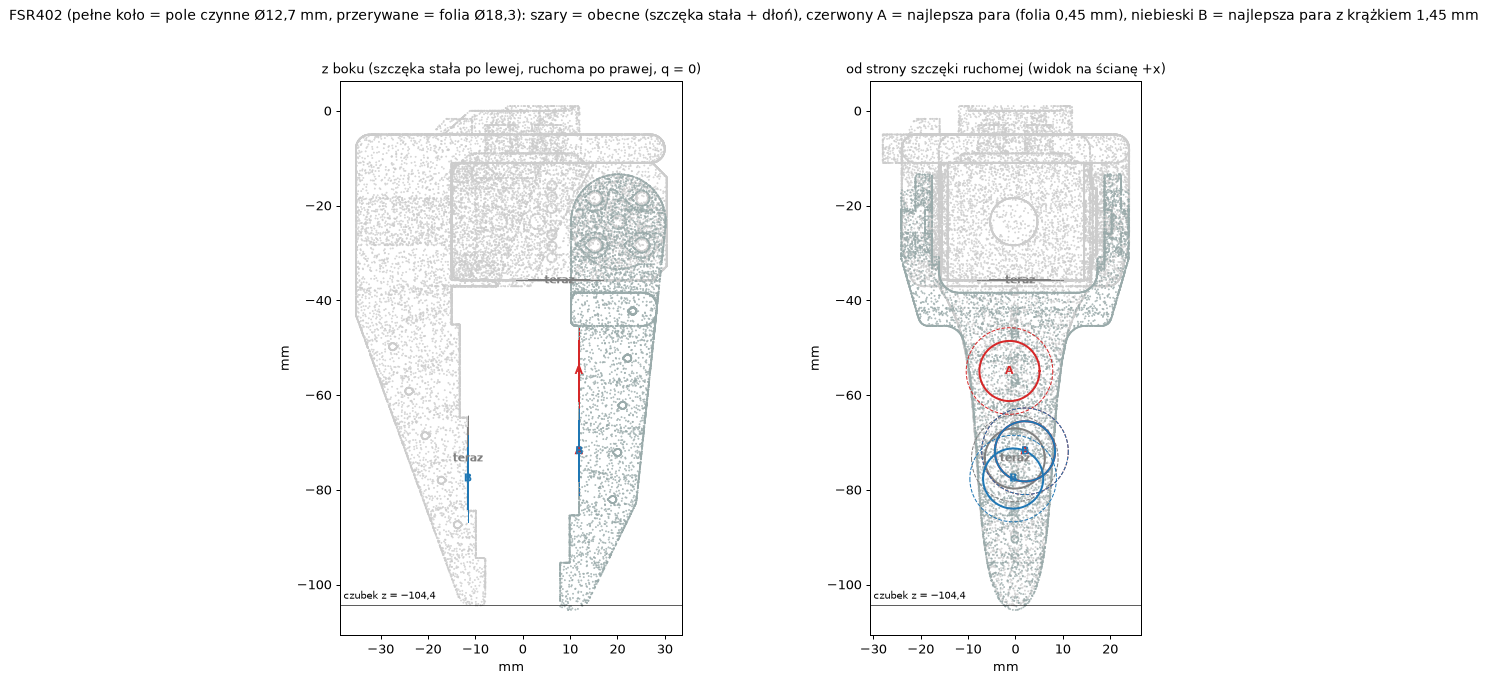 FSR402 (pełne koło = pole czynne Ø12,7 mm, przerywane = folia Ø18,3): szary = obecne (szczęka stała + dłoń), czerwony A = najlepsza para (folia 0,45 mm), niebieski B = najlepsza para z krążkiem 1,45 mm
z boku (szczęka stała po lewej, ruchoma po prawej, q = 0)
mm
0
−20
−40
−60
−80
−100
teraz
A
B
teraz
B
czubek z = −104,4
−30
−20
−10
0
10
20
30
mm
od strony szczęki ruchomej (widok na ścianę +x)
mm
0
−20
−40
−60
−80
−100
teraz
A
B
teraz
B
czubek z = −104,4
−30
−20
−10
0
10
20
mm